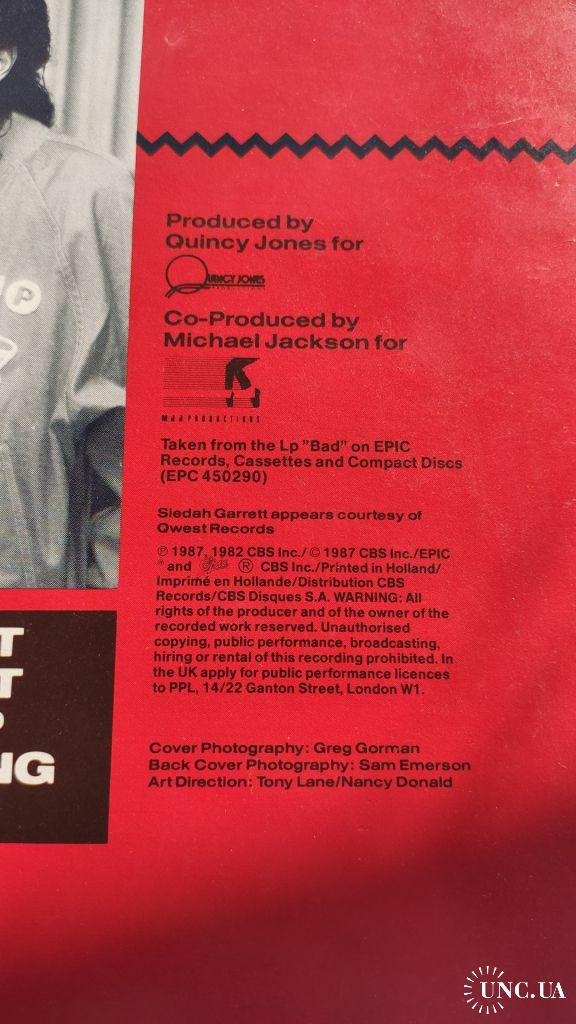 Produced by
Quincy Jones for
QUINCY JONES
PRODUCTIONS
Co-Produced by
Michael Jackson for
MJJ PRODUCTIONS
Taken from the Lp "Bad" on EPIC
Records, Cassettes and Compact Discs
(EPC 450290)
Siedah Garrett appears courtesy of
Qwest Records
℗ 1987, 1982 CBS Inc./ © 1987 CBS Inc./EPIC
® and Epic ® CBS Inc./Printed in Holland/
Imprimé en Hollande/Distribution CBS
Records/CBS Disques S.A. WARNING: All
rights of the producer and of the owner of the
recorded work reserved. Unauthorised
copying, public performance, broadcasting,
hiring or rental of this recording prohibited. In
the UK apply for public performance licences
to PPL, 14/22 Ganton Street, London W1.
Cover Photography: Greg Gorman
Back Cover Photography: Sam Emerson
Art Direction: Tony Lane/Nancy Donald
P
T
T
P
NG
UNC.UA